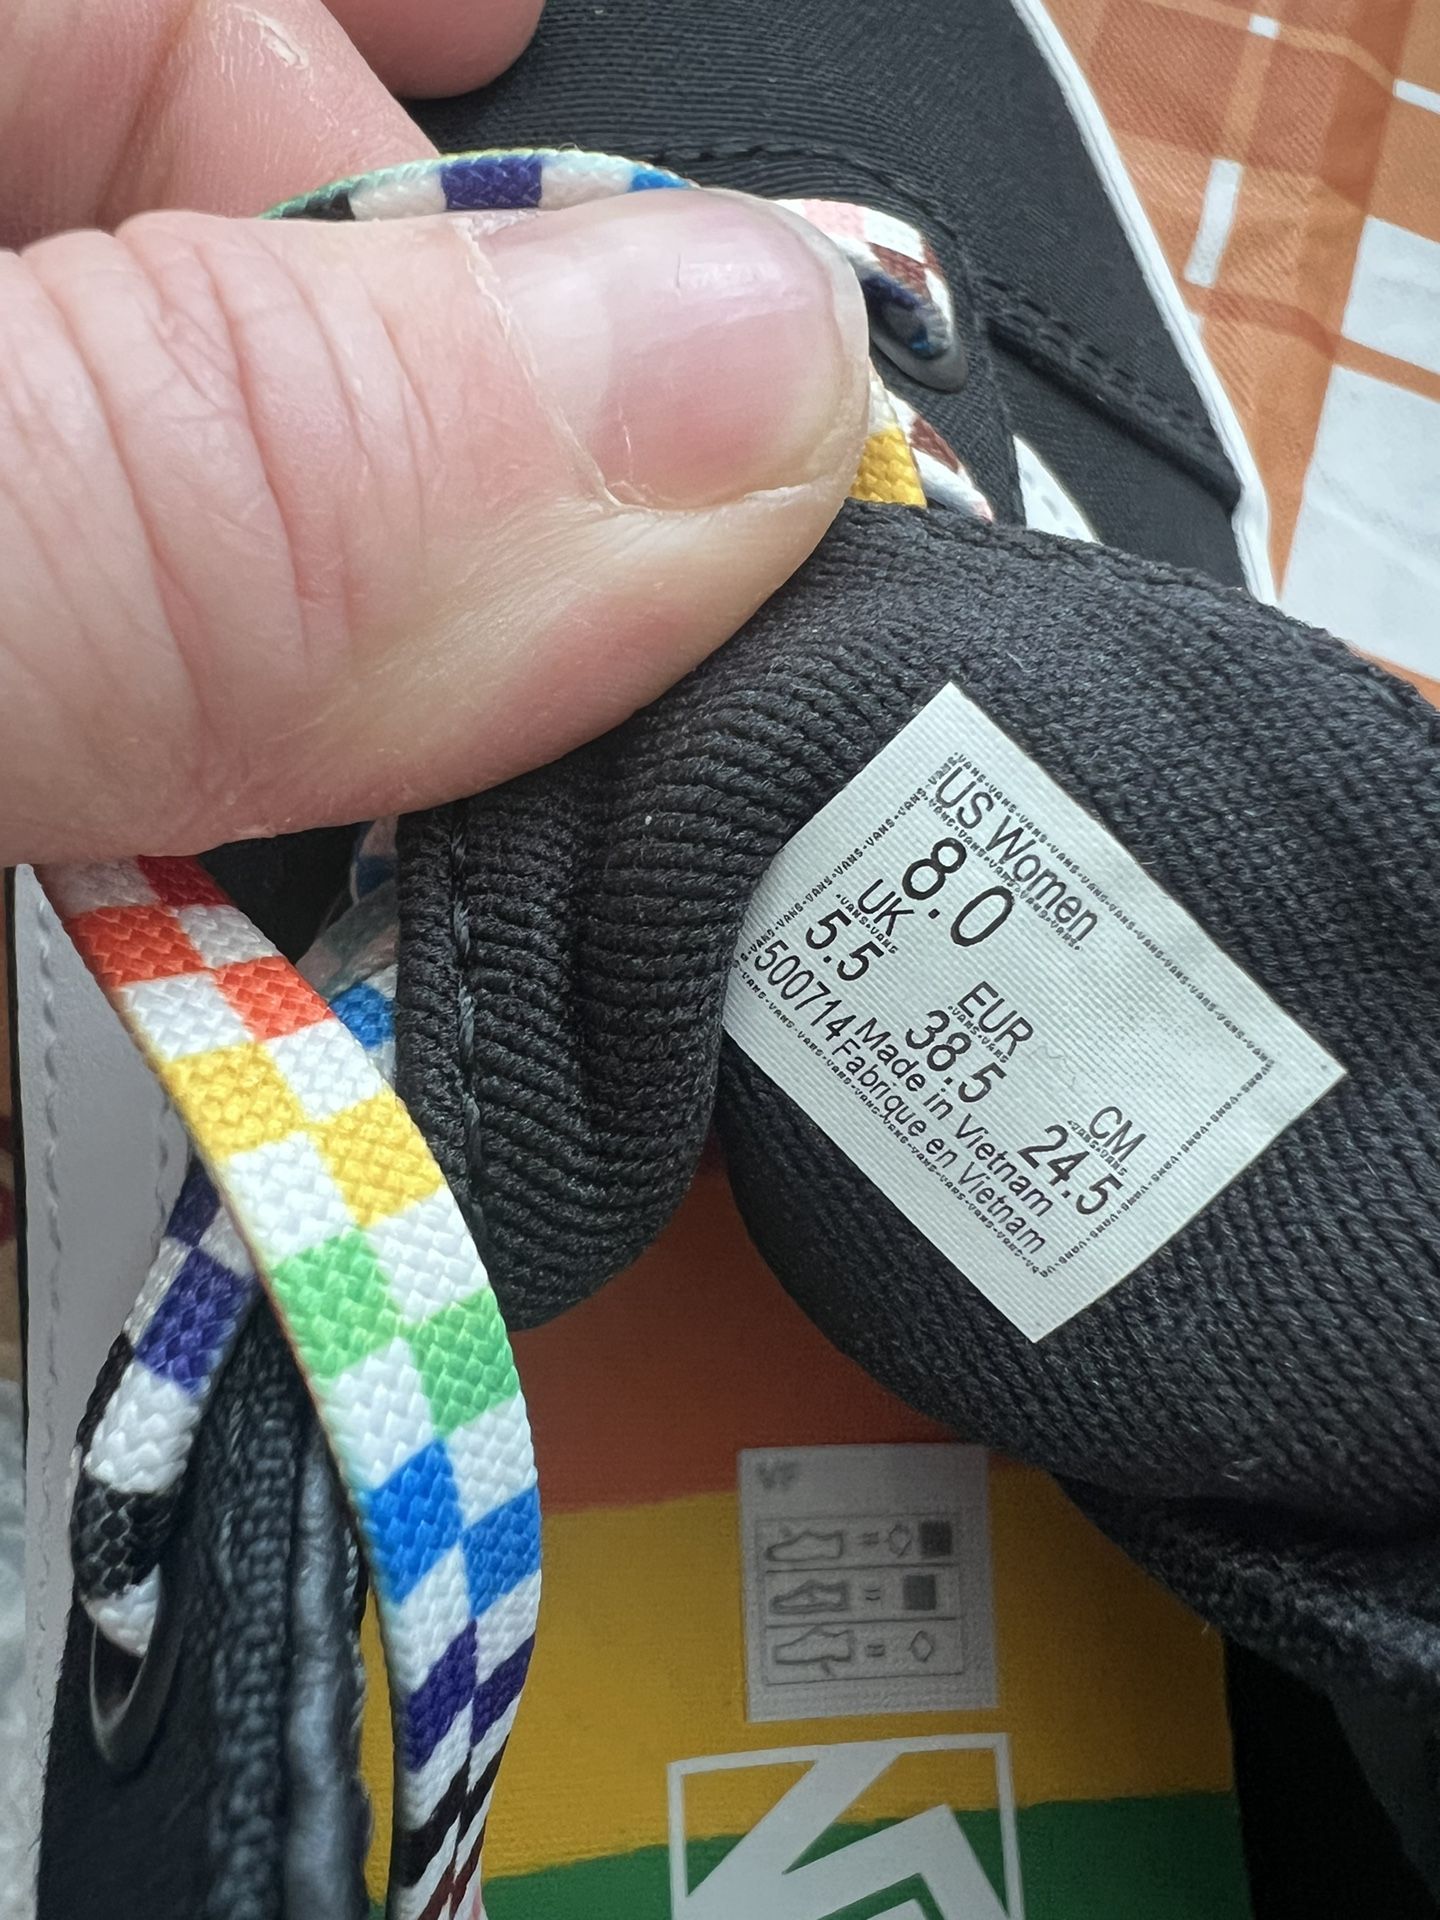 US Women
8.0
UK
5.5
EUR
38.5
CM
24.5
500714
Made in Vietnam
Fabrique en Vietnam